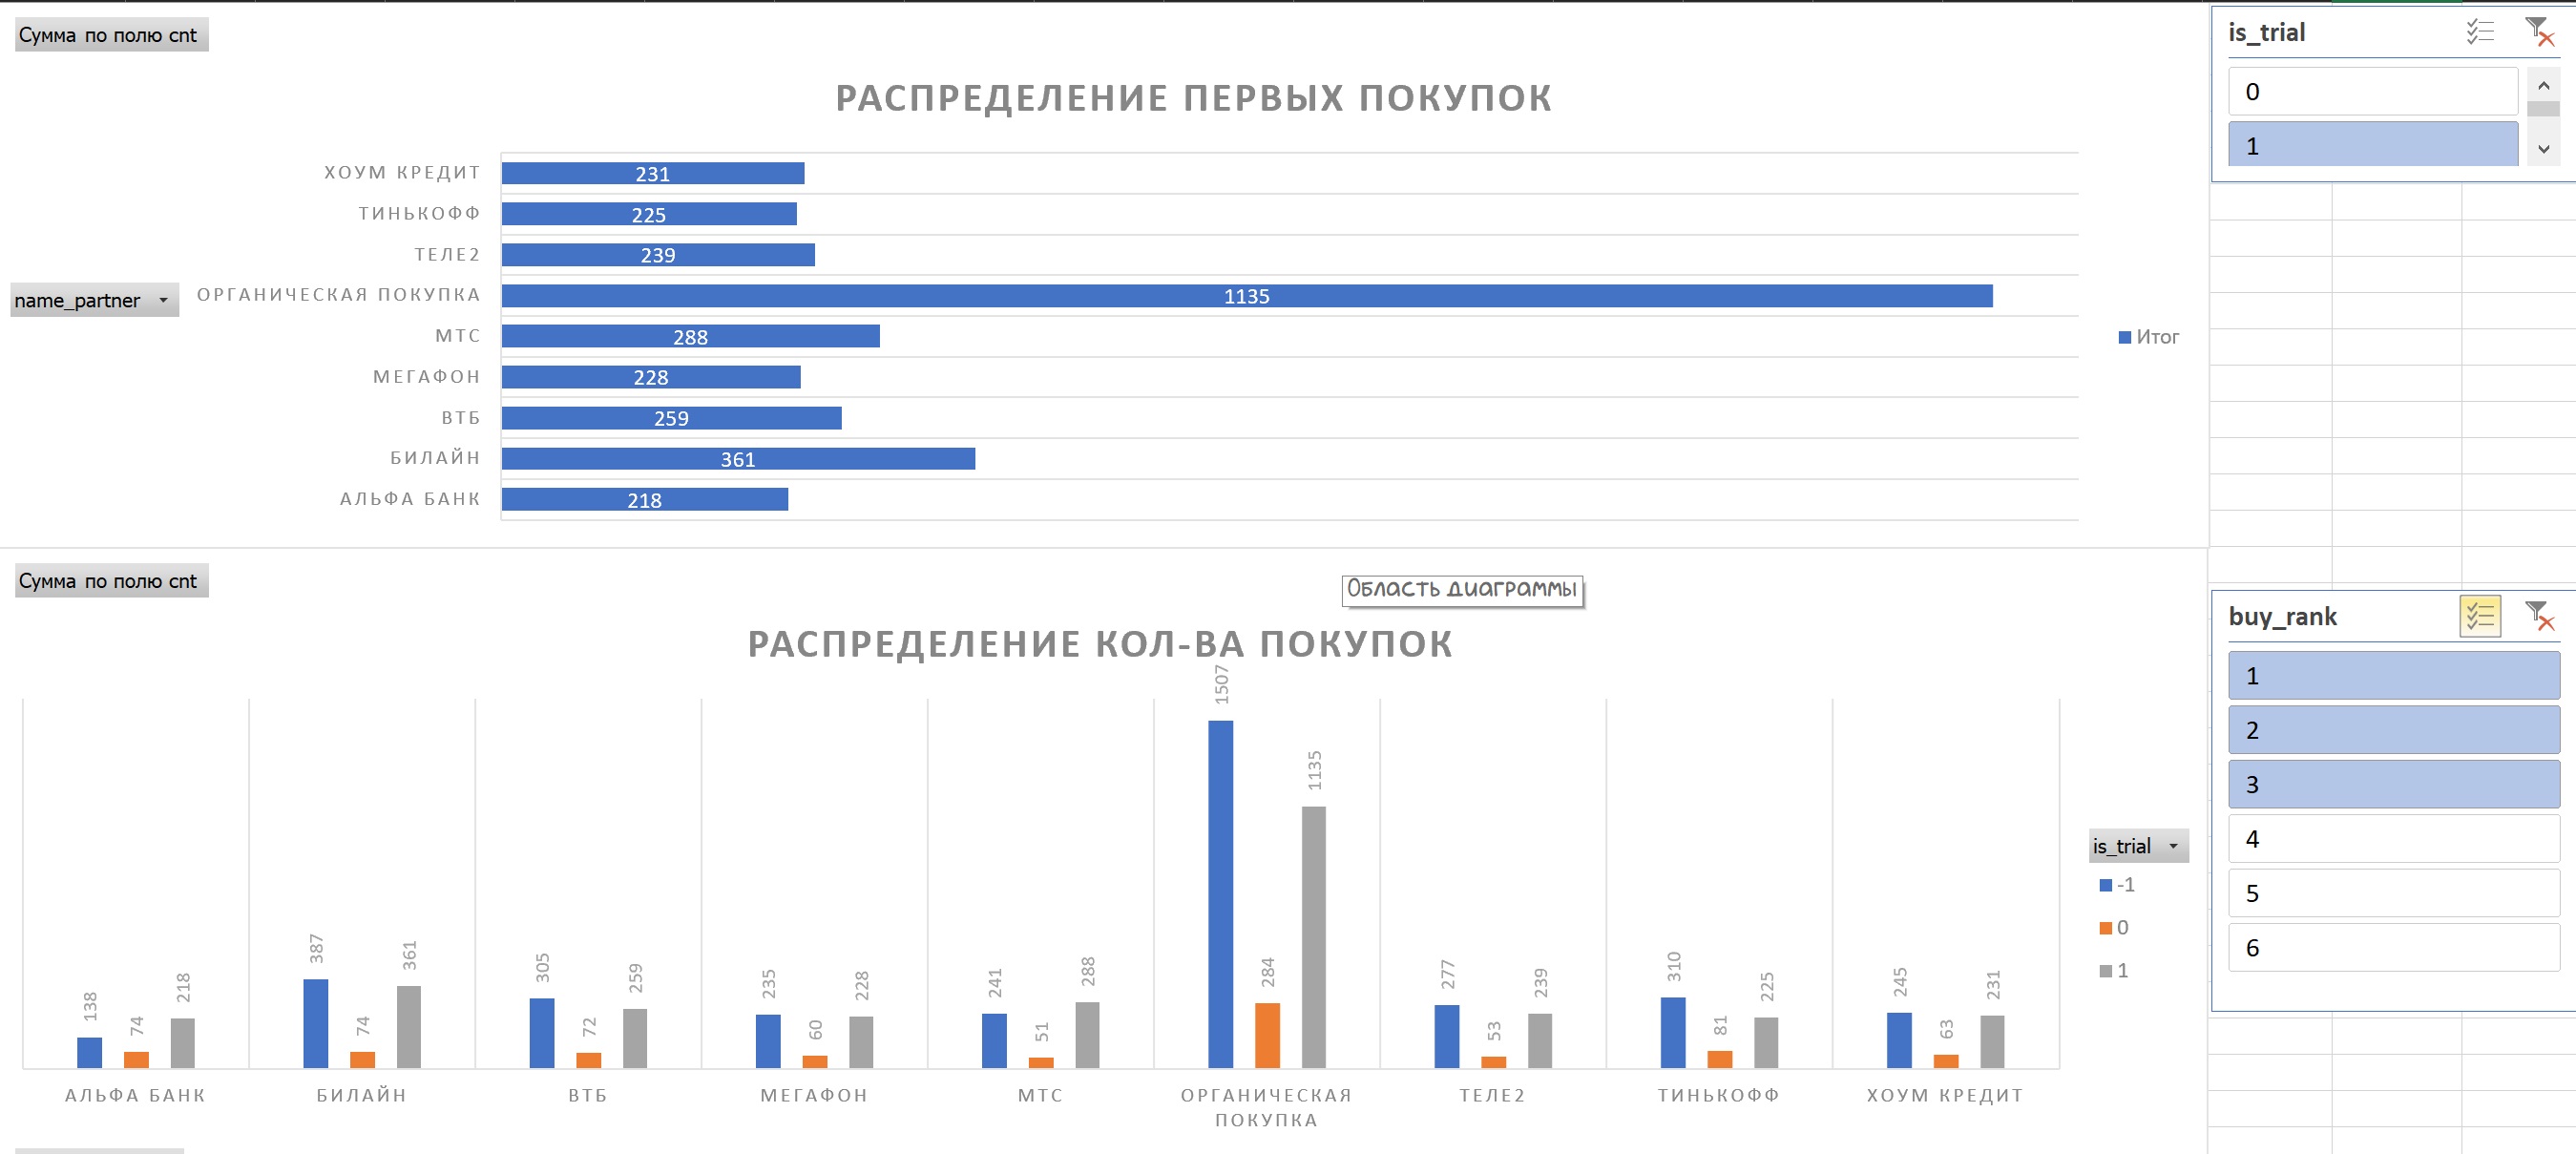 Сумма по полю cnt
РАСПРЕДЕЛЕНИЕ ПЕРВЫХ ПОКУПОК
ХОУМ КРЕДИТ 231
ТИНЬКОФФ 225
ТЕЛЕ2 239
name_partner
ОРГАНИЧЕСКАЯ ПОКУПКА 1135
МТС 288
Итог
МЕГАФОН 228
ВТБ 259
БИЛАЙН 361
АЛЬФА БАНК 218
is_trial
0
1
Сумма по полю cnt
Область диаграммы
РАСПРЕДЕЛЕНИЕ КОЛ-ВА ПОКУПОК
138 74 218
387 74 361
305 72 259
235 60 228
241 51 288
1507 284 1135
277 53 239
310 81 225
245 63 231
АЛЬФА БАНК
БИЛАЙН
ВТБ
МЕГАФОН
МТС
ОРГАНИЧЕСКАЯ
ПОКУПКА
ТЕЛЕ2
ТИНЬКОФФ
ХОУМ КРЕДИТ
is_trial
-1
0
1
buy_rank
1
2
3
4
5
6